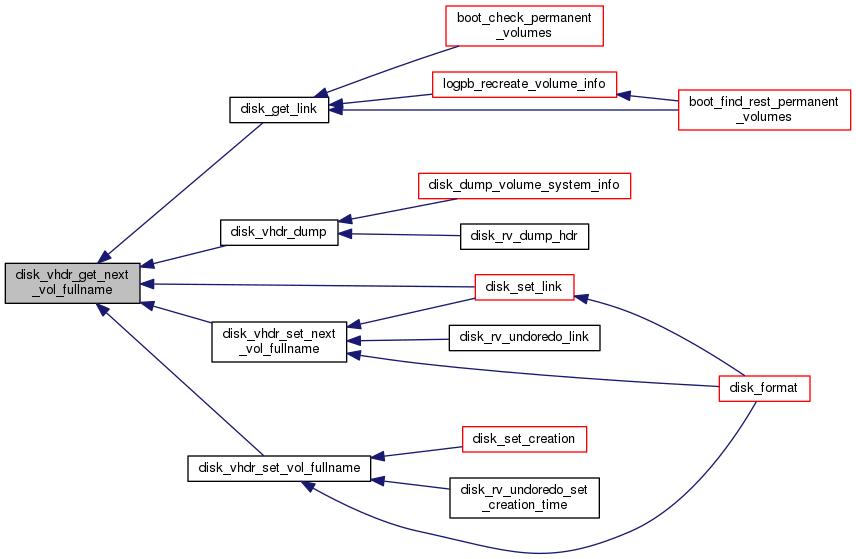 boot_check_permanent
_volumes
logpb_recreate_volume_info
boot_find_rest_permanent
_volumes
disk_get_link
disk_dump_volume_system_info
disk_vhdr_dump
disk_rv_dump_hdr
disk_vhdr_get_next
_vol_fullname
disk_set_link
disk_vhdr_set_next
_vol_fullname
disk_rv_undoredo_link
disk_format
disk_set_creation
disk_vhdr_set_vol_fullname
disk_rv_undoredo_set
_creation_time